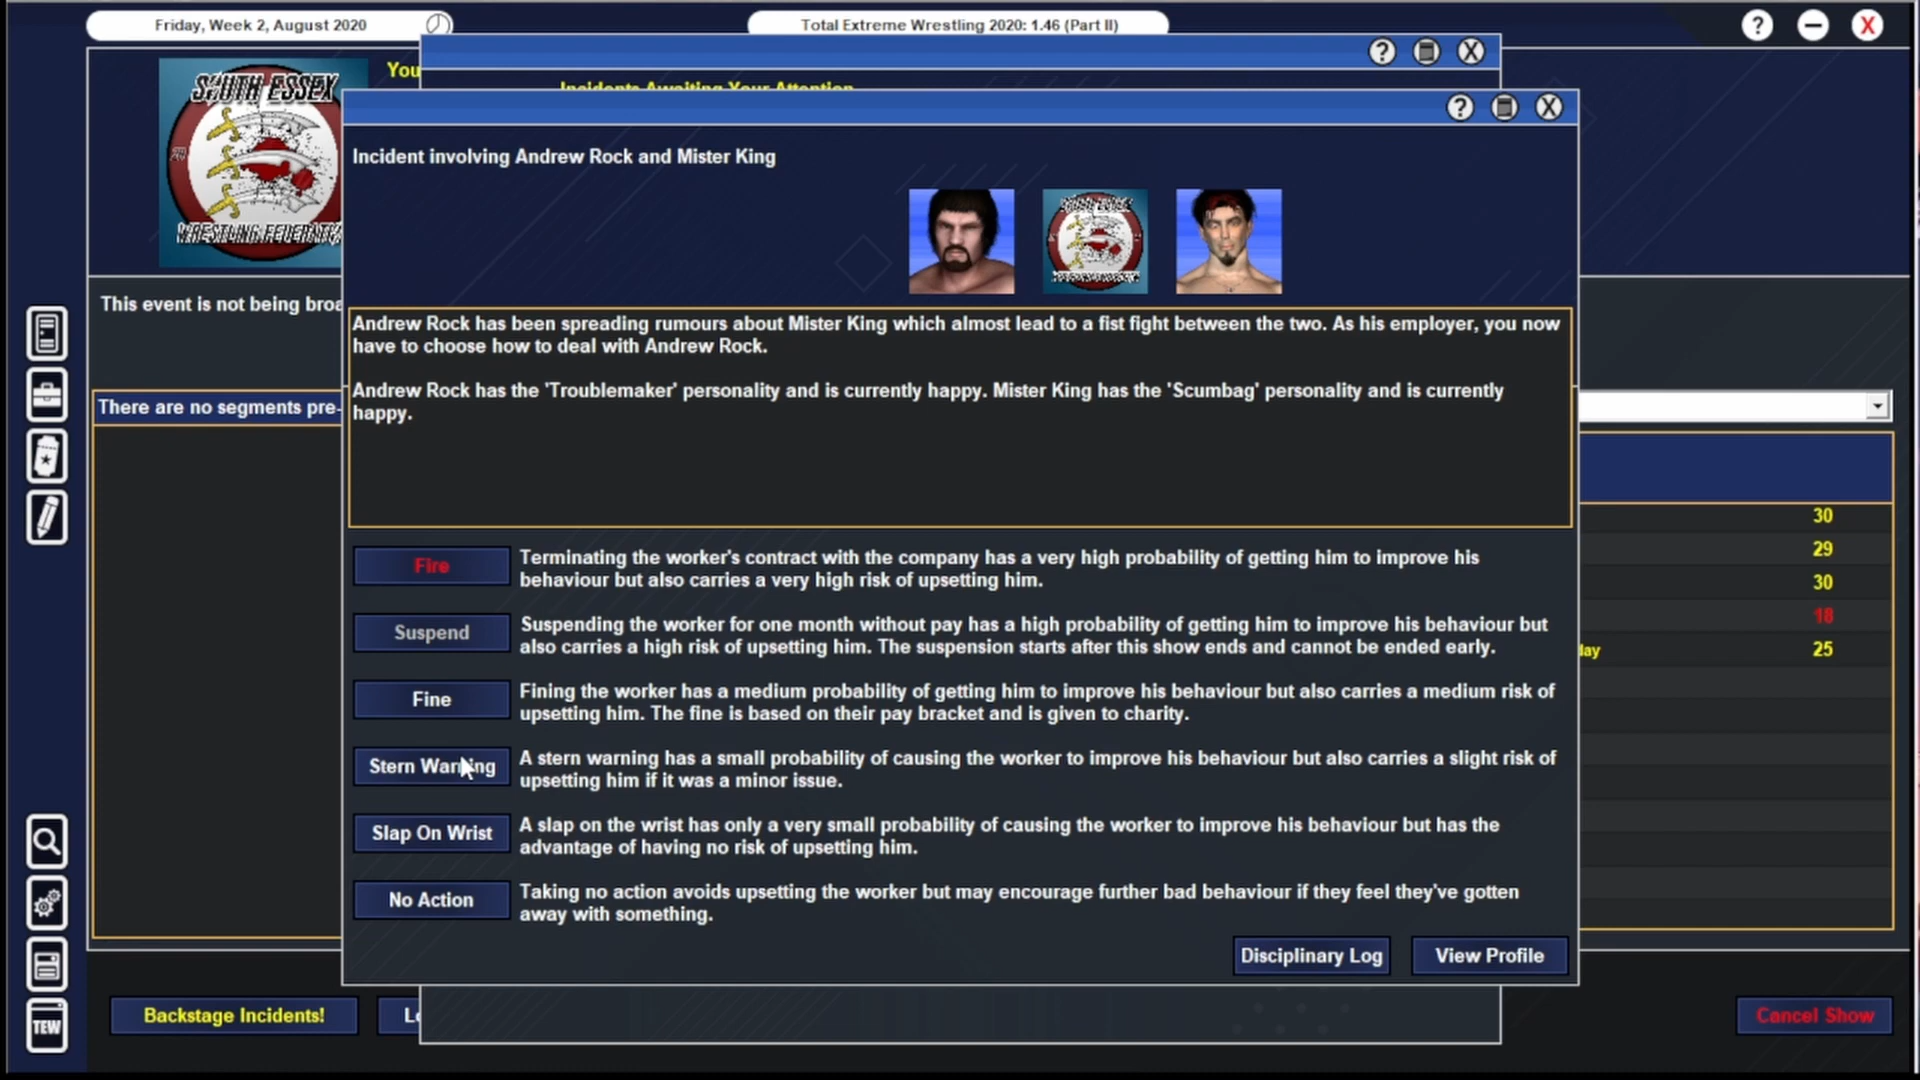 Friday, Week 2, August 2020
Total Extreme Wrestling 2020: 1.46 (Part II)
? X
SOUTH ESSEX
WRESTLING FEDERATION
You
? X
Incidents Awaiting Your Attention
? X
Incident involving Andrew Rock and Mister King
This event is not being broa
Andrew Rock has been spreading rumours about Mister King which almost lead to a fist fight between the two. As his employer, you now
have to choose how to deal with Andrew Rock.
Andrew Rock has the 'Troublemaker' personality and is currently happy. Mister King has the 'Scumbag' personality and is currently
happy.
There are no segments pre-
30
29
30
18
day 25
Fire
Terminating the worker's contract with the company has a very high probability of getting him to improve his
behaviour but also carries a very high risk of upsetting him.
Suspend
Suspending the worker for one month without pay has a high probability of getting him to improve his behaviour but
also carries a high risk of upsetting him. The suspension starts after this show ends and cannot be ended early.
Fine
Fining the worker has a medium probability of getting him to improve his behaviour but also carries a medium risk of
upsetting him. The fine is based on their pay bracket and is given to charity.
Stern Warning
A stern warning has a small probability of causing the worker to improve his behaviour but also carries a slight risk of
upsetting him if it was a minor issue.
Slap On Wrist
A slap on the wrist has only a very small probability of causing the worker to improve his behaviour but has the
advantage of having no risk of upsetting him.
No Action
Taking no action avoids upsetting the worker but may encourage further bad behaviour if they feel they've gotten
away with something.
Disciplinary Log
View Profile
Backstage Incidents!
Cancel Show
TEW